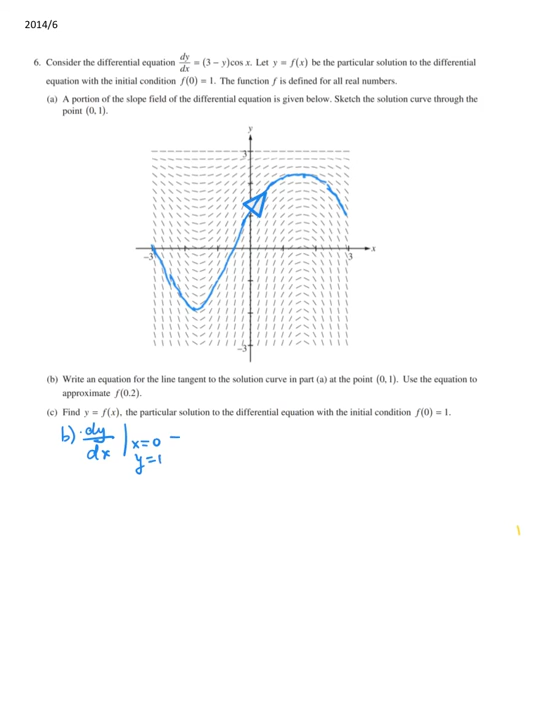 2014/6
6. Consider the differential equation dy/dx = (3 − y)cos x. Let y = f(x) be the particular solution to the differential
equation with the initial condition f(0) = 1. The function f is defined for all real numbers.
(a) A portion of the slope field of the differential equation is given below. Sketch the solution curve through the
point (0, 1).
y
3
x
−3
3
−3
(b) Write an equation for the line tangent to the solution curve in part (a) at the point (0, 1). Use the equation to
approximate f(0.2).
(c) Find y = f(x), the particular solution to the differential equation with the initial condition f(0) = 1.
b) · dy/dx | x=0 −
y=1